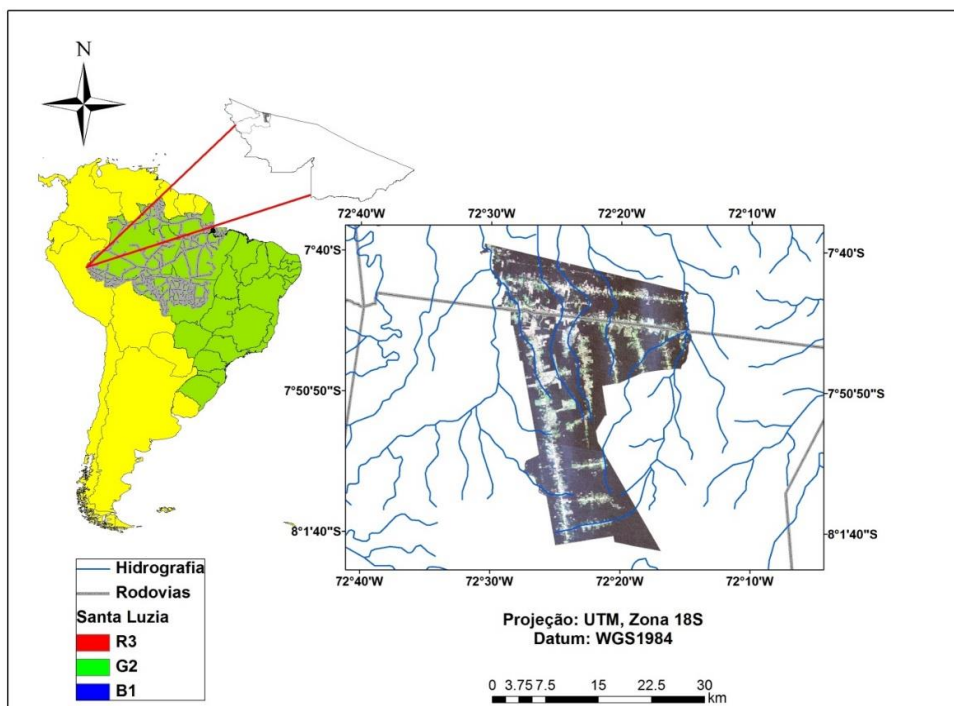 N
72°40'W 72°30'W 72°20'W 72°10'W
7°40'S 7°40'S
7°50'50"S 7°50'50"S
8°1'40"S 8°1'40"S
72°40'W 72°30'W 72°20'W 72°10'W
Hidrografia
Rodovias
Santa Luzia
R3
G2
B1
Projeção: UTM, Zona 18S
Datum: WGS1984
0 3.75 7.5 15 22.5 30
km